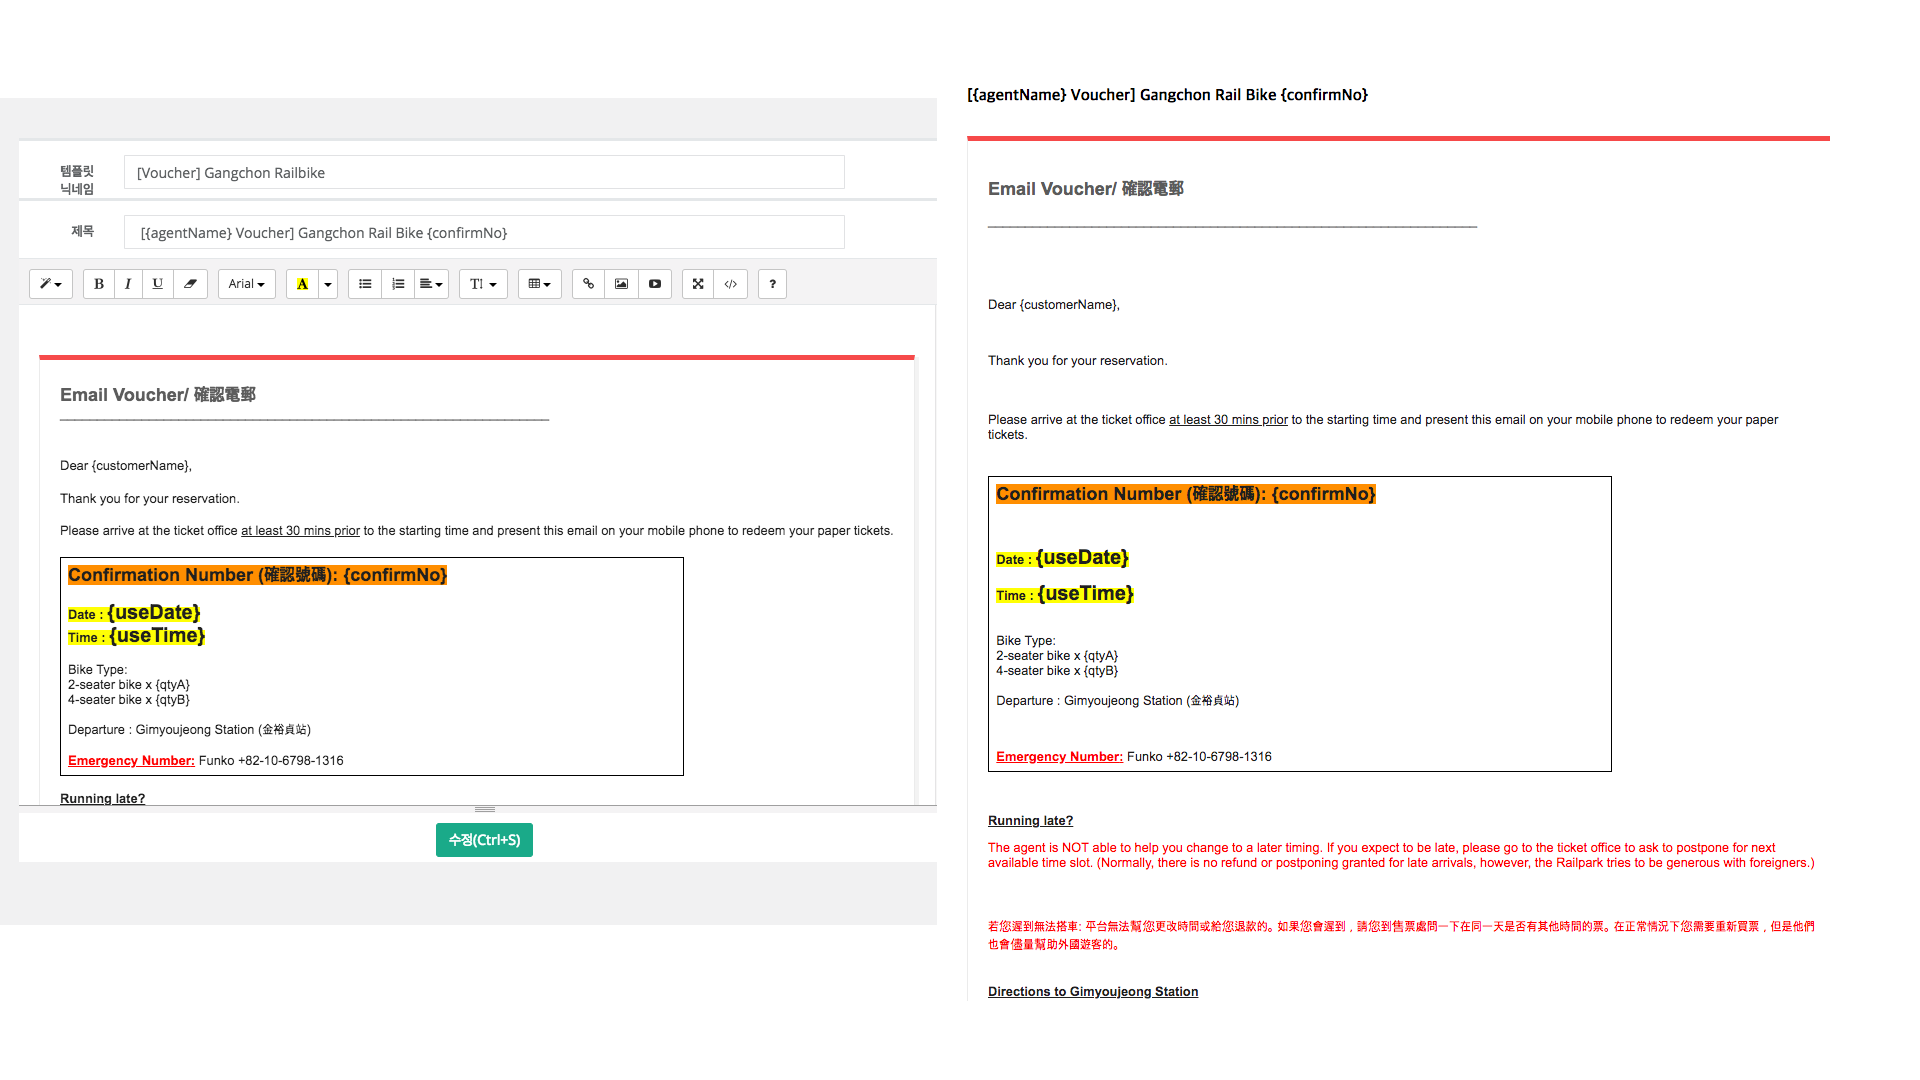 템플릿
닉네임
[Voucher] Gangchon Railbike
제목
[{agentName} Voucher] Gangchon Rail Bike {confirmNo}
B I U Arial A T ?
Email Voucher/ 確認電郵
Dear {customerName},
Thank you for your reservation.
Please arrive at the ticket office at least 30 mins prior to the starting time and present this email on your mobile phone to redeem your paper tickets.
Confirmation Number (確認號碼): {confirmNo}
Date : {useDate}
Time : {useTime}
Bike Type:
2-seater bike x {qtyA}
4-seater bike x {qtyB}
Departure : Gimyoujeong Station (金裕貞站)
Emergency Number: Funko +82-10-6798-1316
Running late?
수정(Ctrl+S)
[{agentName} Voucher] Gangchon Rail Bike {confirmNo}
Email Voucher/ 確認電郵
Dear {customerName},
Thank you for your reservation.
Please arrive at the ticket office at least 30 mins prior to the starting time and present this email on your mobile phone to redeem your paper
tickets.
Confirmation Number (確認號碼): {confirmNo}
Date : {useDate}
Time : {useTime}
Bike Type:
2-seater bike x {qtyA}
4-seater bike x {qtyB}
Departure : Gimyoujeong Station (金裕貞站)
Emergency Number: Funko +82-10-6798-1316
Running late?
The agent is NOT able to help you change to a later timing. If you expect to be late, please go to the ticket office to ask to postpone for next
available time slot. (Normally, there is no refund or postponing granted for late arrivals, however, the Railpark tries to be generous with foreigners.)
若您遲到無法搭車: 平台無法幫您更改時間或給您退款的。如果您會遲到，請您到售票處問一下在同一天是否有其他時間的票。在正常情況下您需要重新買票，但是他們
也會儘量幫助外國遊客的。
Directions to Gimyoujeong Station